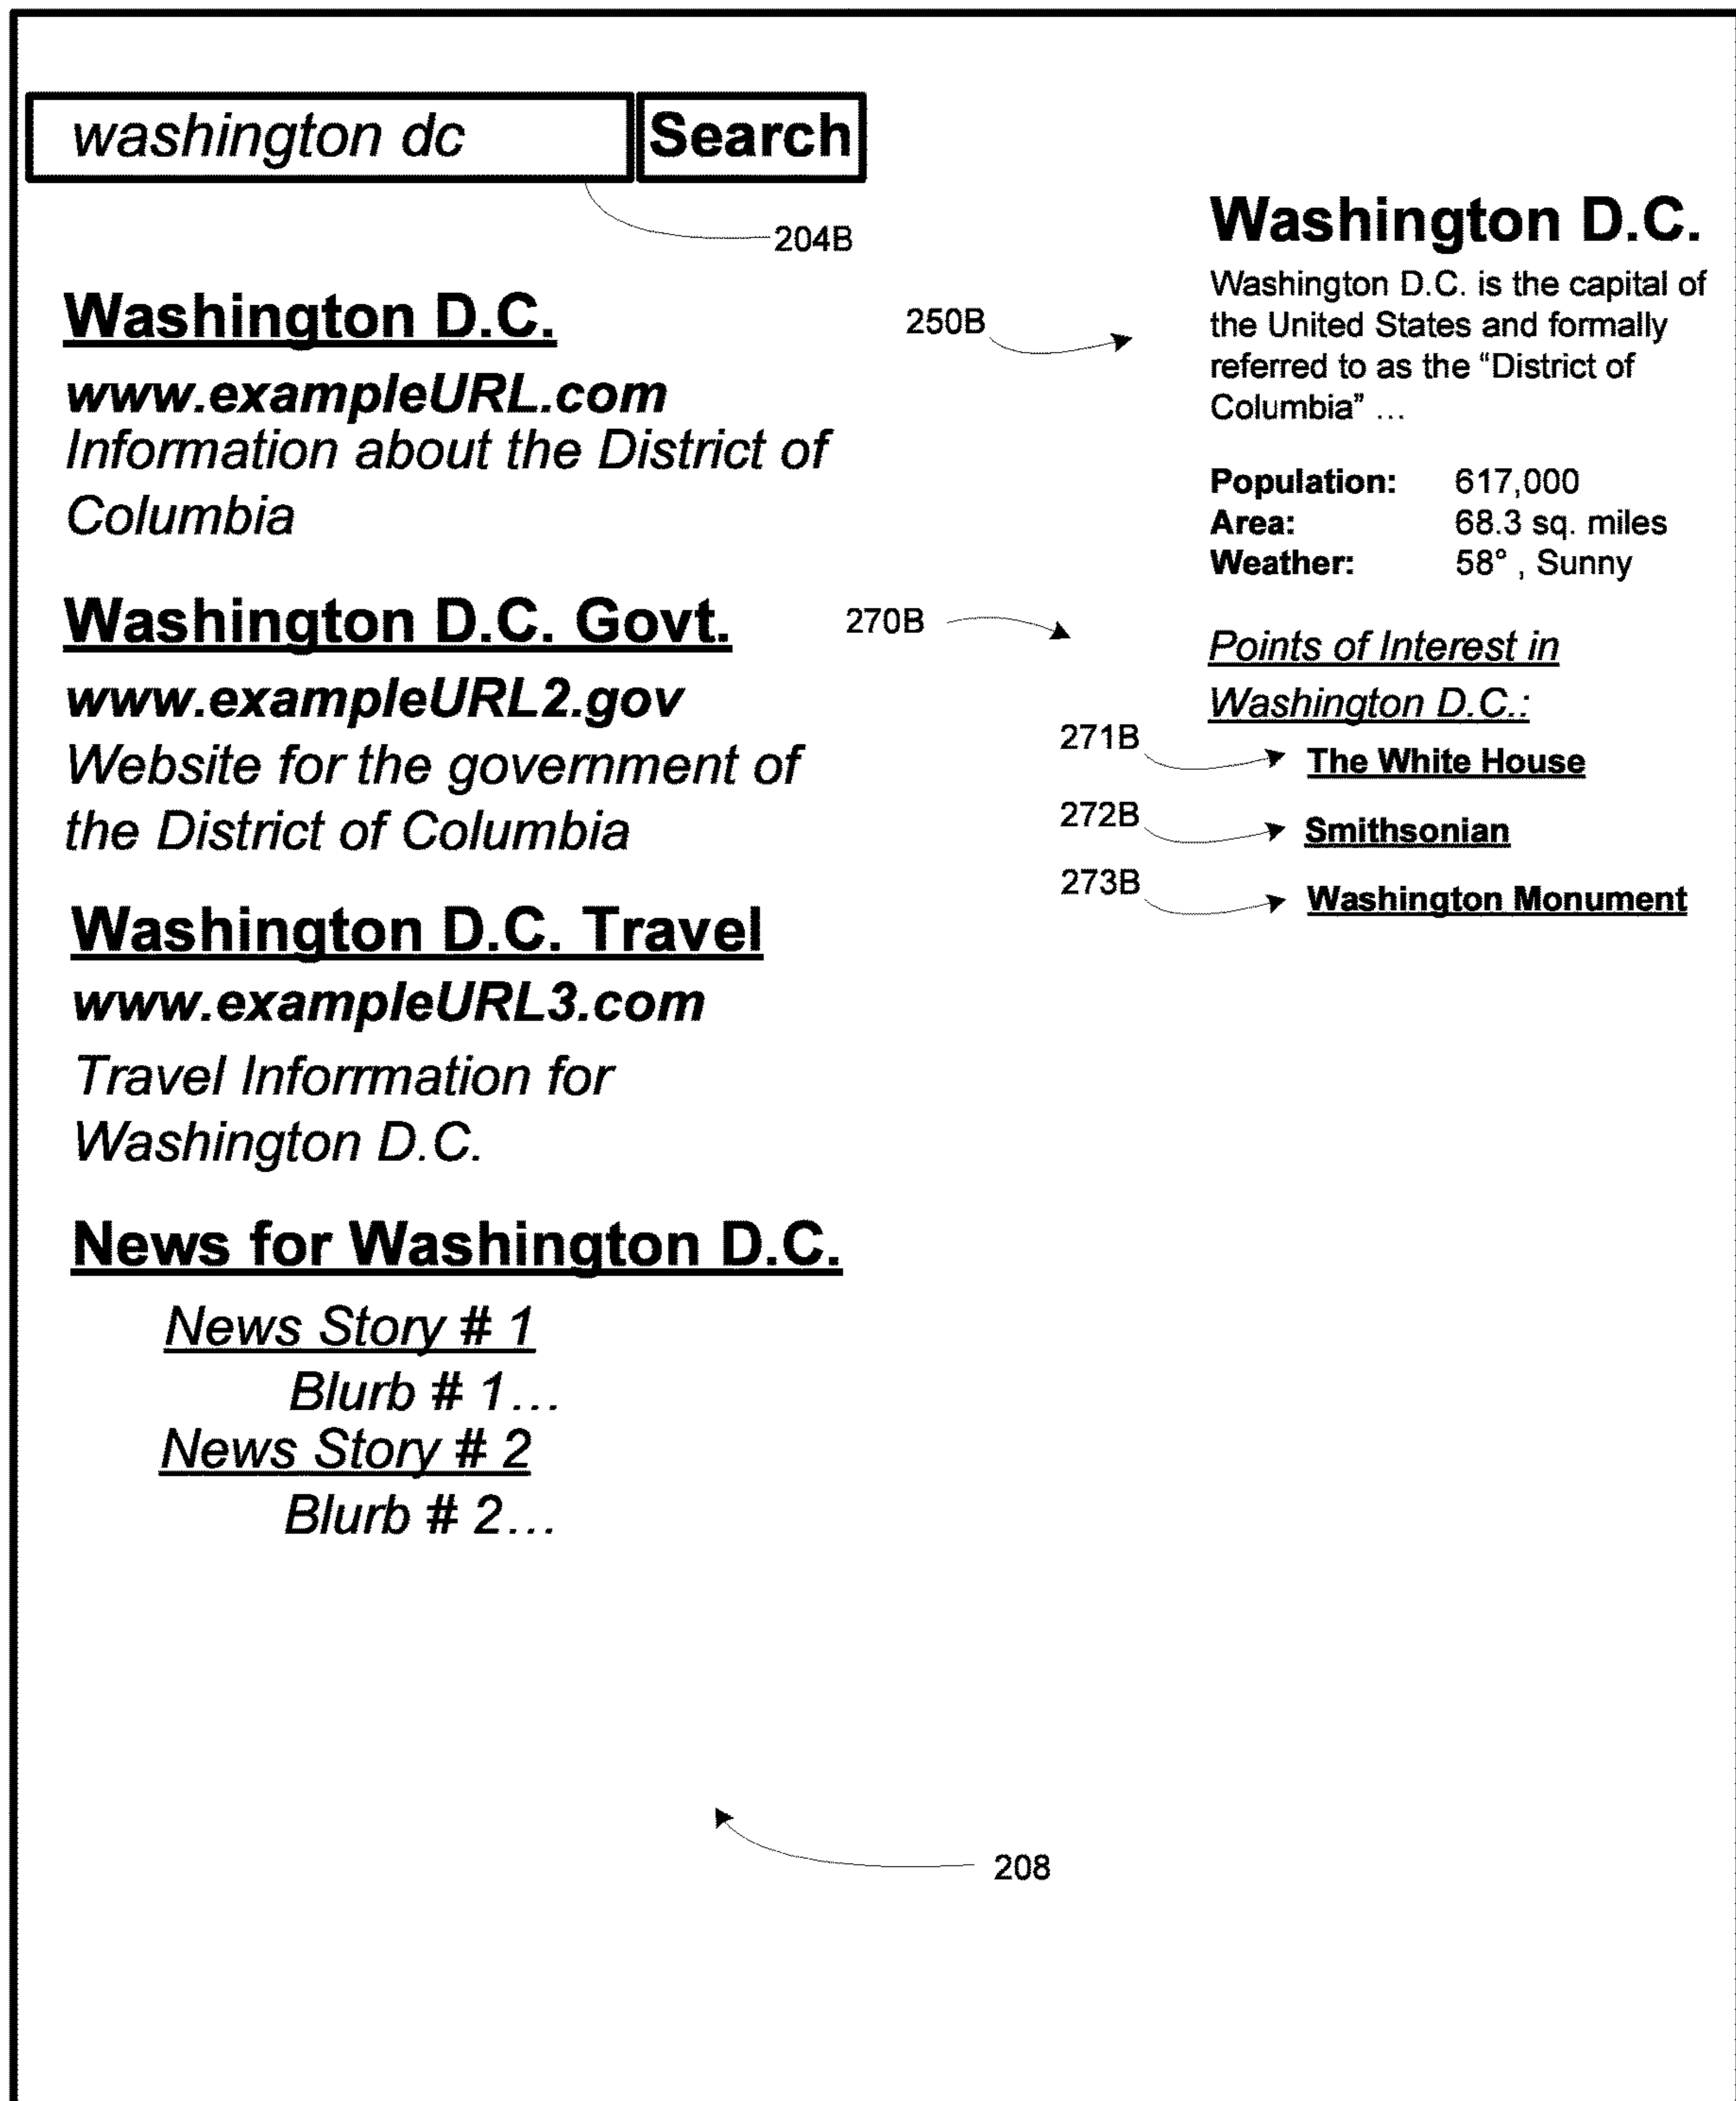 washington dc Search
204B
Washington D.C.
www.exampleURL.com
Information about the District of
Columbia
Washington D.C. Govt.
www.exampleURL2.gov
Website for the government of
the District of Columbia
Washington D.C. Travel
www.exampleURL3.com
Travel Inforrmation for
Washington D.C.
News for Washington D.C.
News Story # 1
Blurb # 1...
News Story # 2
Blurb # 2...
250B
Washington D.C.
Washington D.C. is the capital of
the United States and formally
referred to as the “District of
Columbia” ...
Population: 617,000
Area: 68.3 sq. miles
Weather: 58° , Sunny
270B
Points of Interest in
Washington D.C.:
271B The White House
272B Smithsonian
273B Washington Monument
208